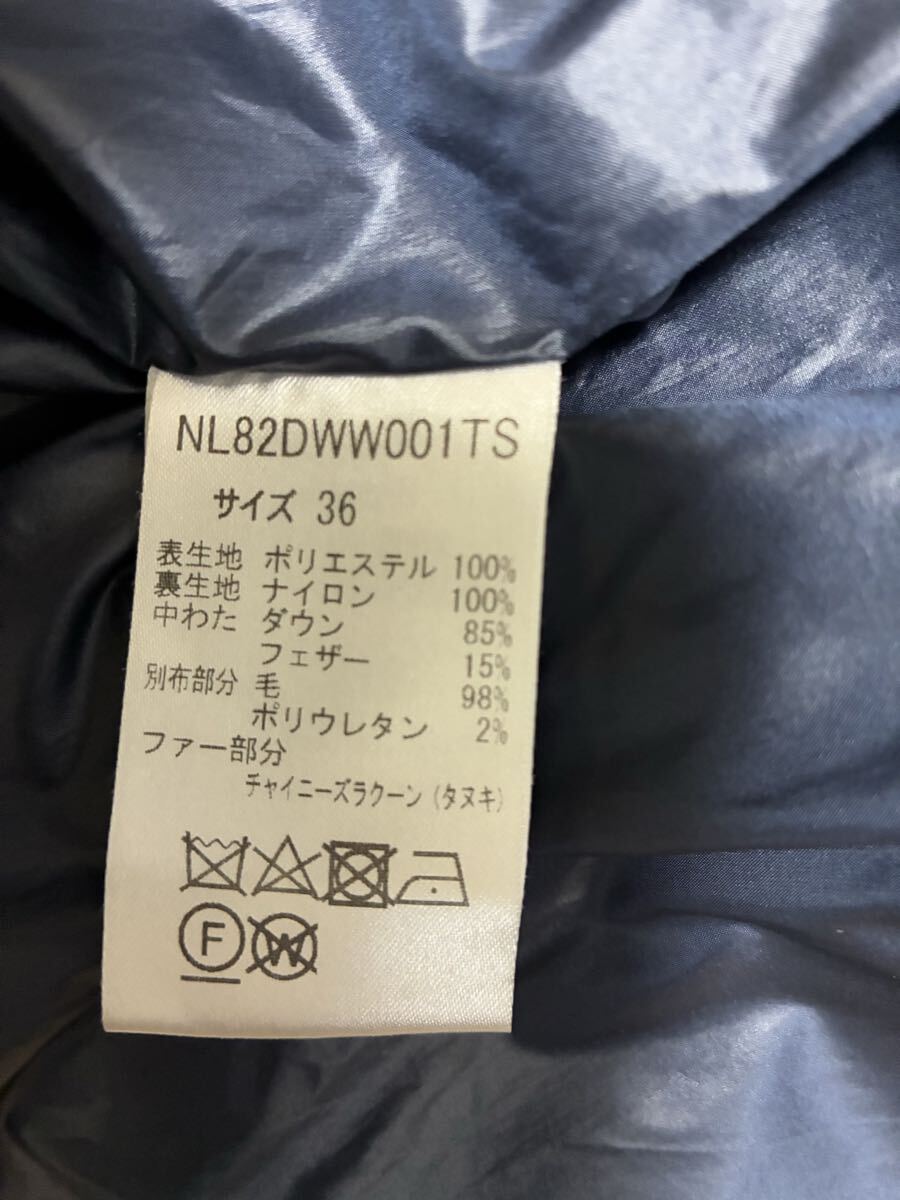 NL82DWW001TS
サイズ 36
表生地 ポリエステル 100%
裏生地 ナイロン 100%
中わた ダウン 85%
フェザー 15%
別布部分 毛 98%
ポリウレタン 2%
ファー部分
チャイニーズラクーン(タヌキ)
F W